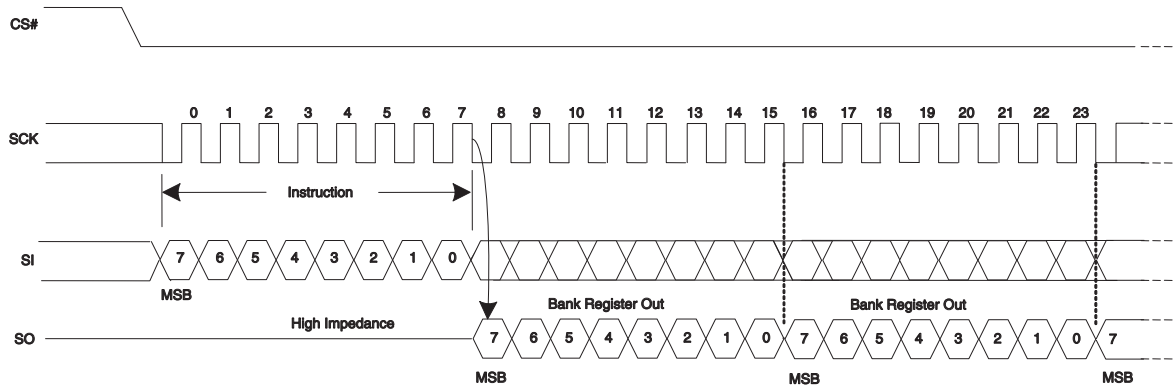 CS#
0 1 2 3 4 5 6 7 8 9 10 11 12 13 14 15 16 17 18 19 20 21 22 23
SCK
Instruction
SI 7 6 5 4 3 2 1 0
MSB
Bank Register Out Bank Register Out
High Impedance
SO 7 6 5 4 3 2 1 0 7 6 5 4 3 2 1 0 7
MSB MSB MSB